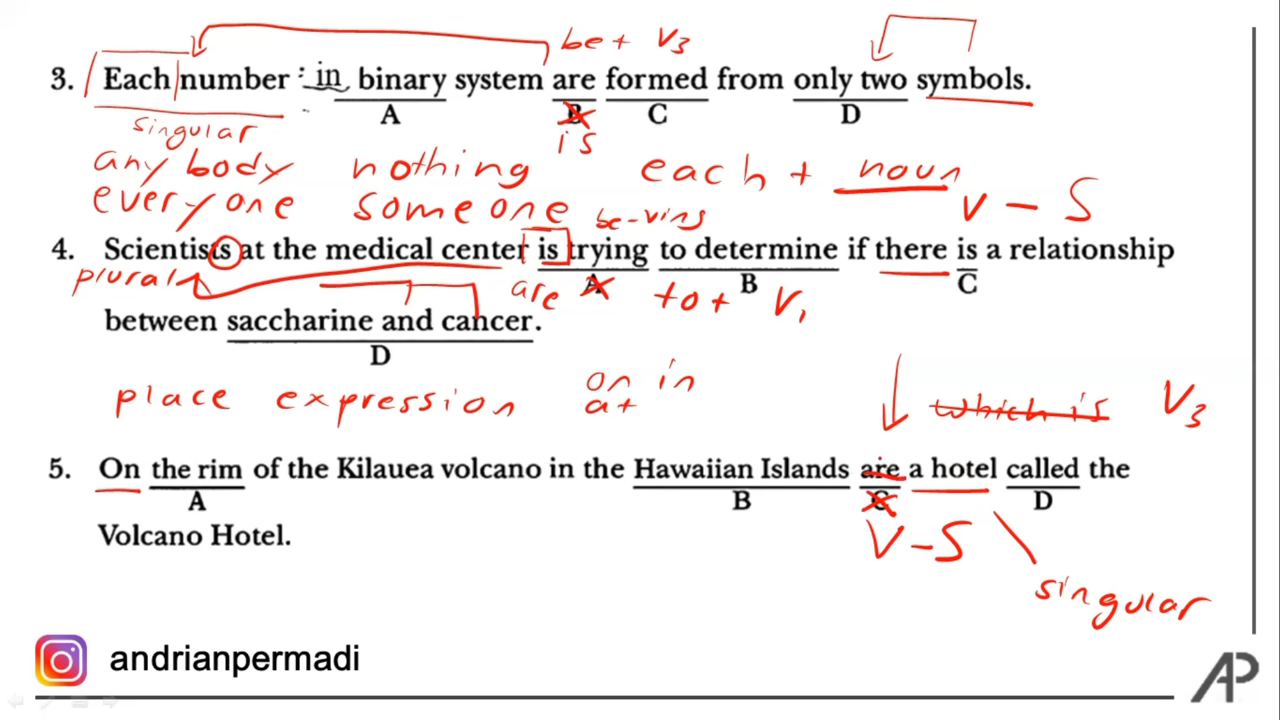 be + V3
3. Each number in binary system are formed from only two symbols.
A B C D
singular is
any body nothing each + noun
everyone someone be-ving V - S
4. Scientists at the medical center is trying to determine if there is a relationship
plural are A B to + V1 C
between saccharine and cancer.
D
place expression on in at which is V3
5. On the rim of the Kilauea volcano in the Hawaiian Islands are a hotel called the
A B C D
Volcano Hotel. V - S
singular
andrianpermadi
AP